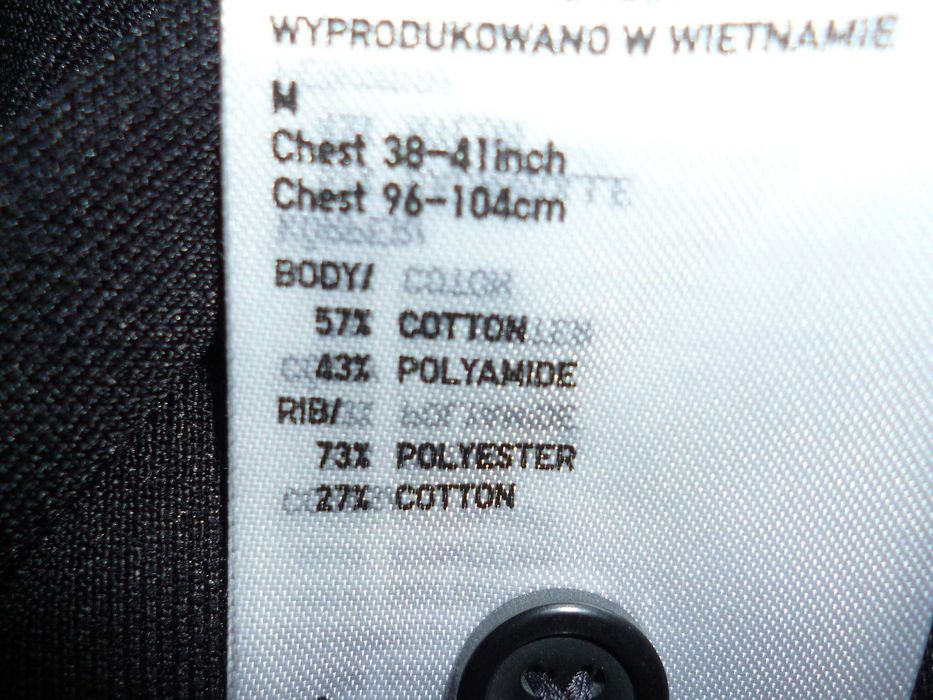 WYPRODUKOWANO W WIETNAMIE
M
Chest 38-41inch
Chest 96-104cm
BODY/
57% COTTON
43% POLYAMIDE
RIB/
73% POLYESTER
27% COTTON